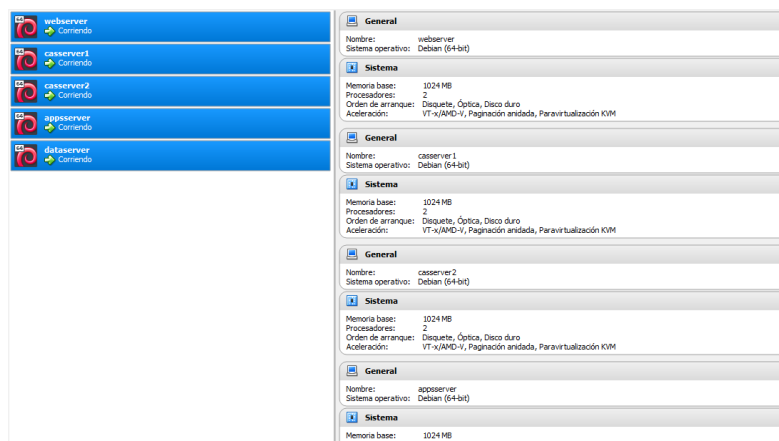 64
webserver
Corriendo
64
casserver1
Corriendo
64
casserver2
Corriendo
64
appsserver
Corriendo
64
dataserver
Corriendo
General
Nombre: webserver
Sistema operativo: Debian (64-bit)
Sistema
Memoria base: 1024 MB
Procesadores: 2
Orden de arranque: Disquete, Óptica, Disco duro
Aceleración: VT-x/AMD-V, Paginación anidada, Paravirtualización KVM
General
Nombre: casserver1
Sistema operativo: Debian (64-bit)
Sistema
Memoria base: 1024 MB
Procesadores: 2
Orden de arranque: Disquete, Óptica, Disco duro
Aceleración: VT-x/AMD-V, Paginación anidada, Paravirtualización KVM
General
Nombre: casserver2
Sistema operativo: Debian (64-bit)
Sistema
Memoria base: 1024 MB
Procesadores: 2
Orden de arranque: Disquete, Óptica, Disco duro
Aceleración: VT-x/AMD-V, Paginación anidada, Paravirtualización KVM
General
Nombre: appsserver
Sistema operativo: Debian (64-bit)
Sistema
Memoria base: 1024 MB